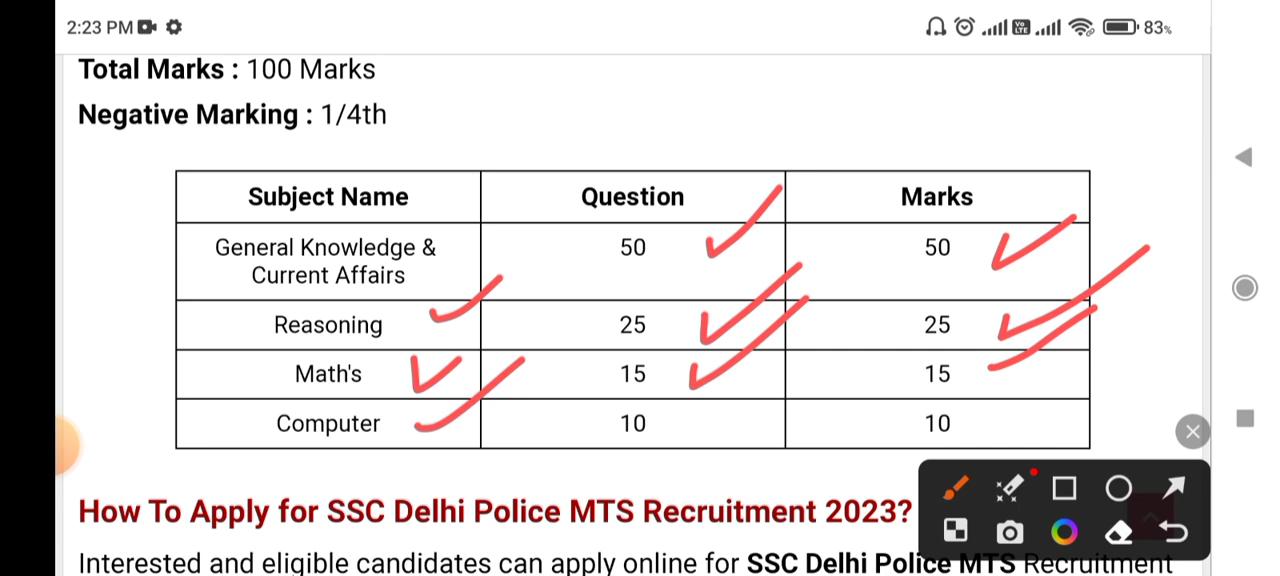 2:23 PM
Vo LTE
83%
Total Marks : 100 Marks
Negative Marking : 1/4th
Subject Name Question Marks
General Knowledge & 50 50
Current Affairs
Reasoning 25 25
Math's 15 15
Computer 10 10
How To Apply for SSC Delhi Police MTS Recruitment 2023?
Interested and eligible candidates can apply online for SSC Delhi Police MTS Recruitment